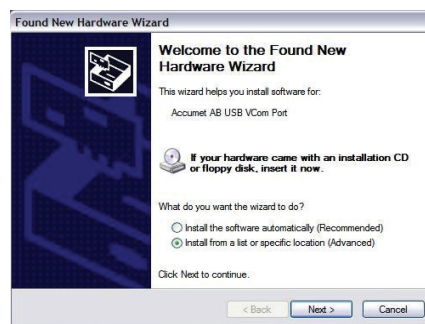 Found New Hardware Wizard
Welcome to the Found New
Hardware Wizard
This wizard helps you install software for:
Accumet AB USB VCom Port
If your hardware came with an installation CD
or floppy disk, insert it now.
What do you want the wizard to do?
Install the software automatically (Recommended)
Install from a list or specific location (Advanced)
Click Next to continue.
< Back
Next >
Cancel